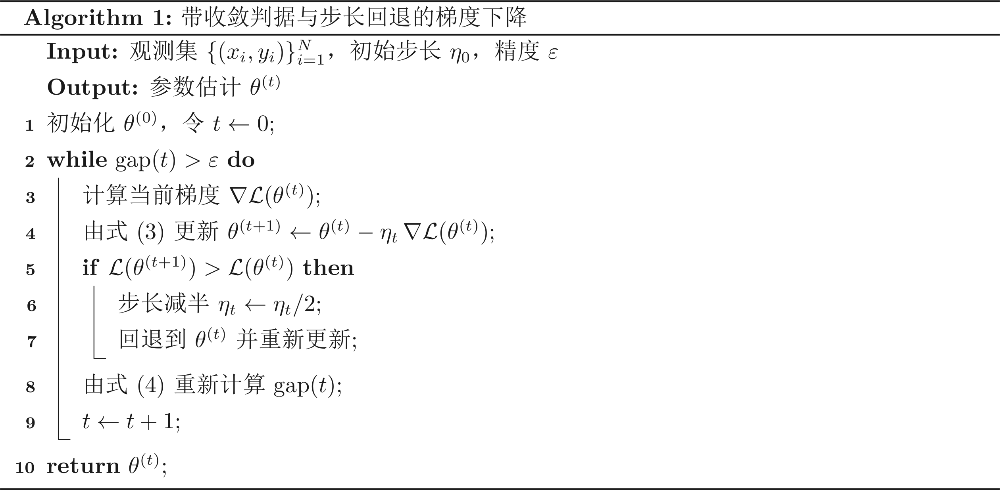 Algorithm 1: 带收敛判据与步长回退的梯度下降
Input: 观测集 $\{(x_i, y_i)\}_{i=1}^N$，初始步长 $\eta_0$，精度 $\varepsilon$
Output: 参数估计 $\theta^{(t)}$
1 初始化 $\theta^{(0)}$，令 $t \leftarrow 0$;
2 while $\mathrm{gap}(t) > \varepsilon$ do
3 计算当前梯度 $\nabla \mathcal{L}(\theta^{(t)})$;
4 由式 (3) 更新 $\theta^{(t+1)} \leftarrow \theta^{(t)} - \eta_t \nabla \mathcal{L}(\theta^{(t)})$;
5 if $\mathcal{L}(\theta^{(t+1)}) > \mathcal{L}(\theta^{(t)})$ then
6 步长减半 $\eta_t \leftarrow \eta_t/2$;
7 回退到 $\theta^{(t)}$ 并重新更新;
8 由式 (4) 重新计算 $\mathrm{gap}(t)$;
9 $t \leftarrow t + 1$;
10 return $\theta^{(t)}$;